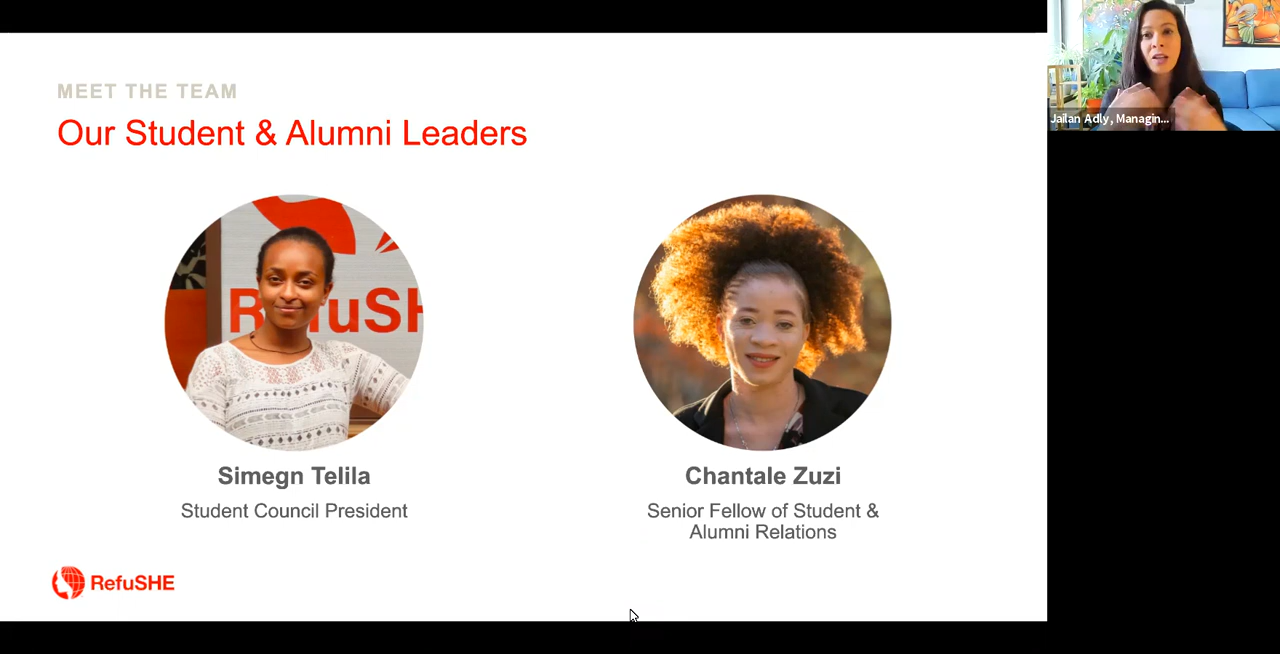 MEET THE TEAM
Our Student & Alumni Leaders
RefuSH
Simegn Telila
Student Council President
Chantale Zuzi
Senior Fellow of Student &
Alumni Relations
RefuSHE
Jailan Adly, Managin...